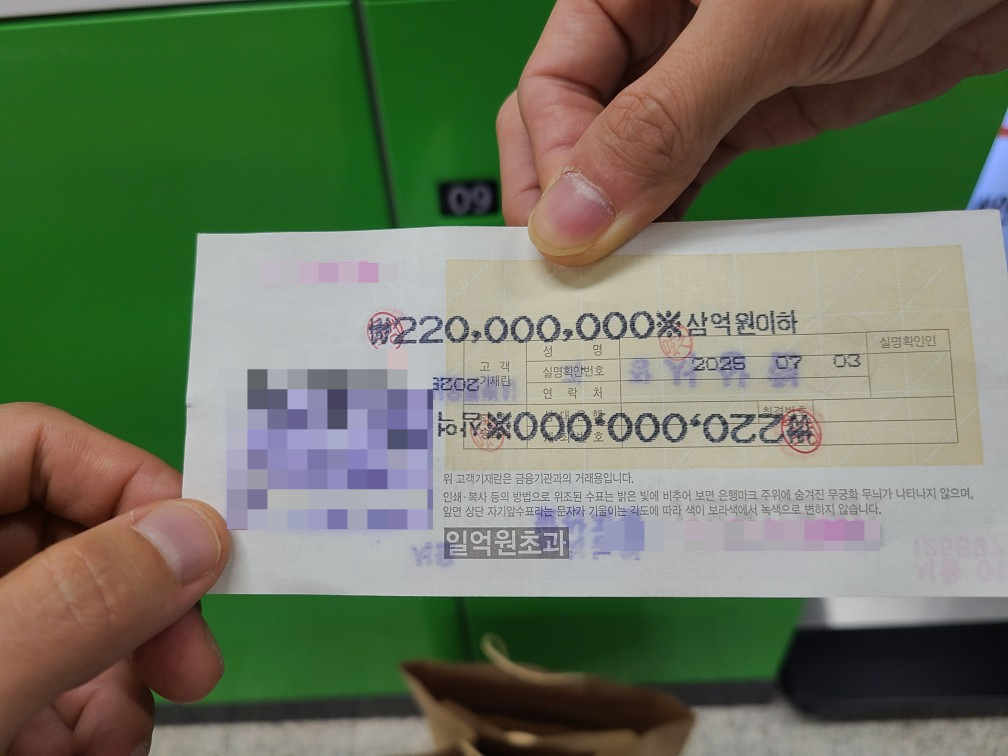 09
₩220,000,000※삼억원이하
성 명
실명확인인
고 객
기재란
실명확인번호
2025 07 03
연 락 처
2025
₩220,000,000※삼억
위 고객기재란은 금융기관과의 거래용입니다.
인쇄·복사 등의 방법으로 위조된 수표는 밝은 빛에 비추어 보면 은행마크 주위에 숨겨진 무궁화 무늬가 나타나지 않으며,
앞면 상단 자기앞수표라는 문자가 기울이는 각도에 따라 색이 보라색에서 녹색으로 변하지 않습니다.
일억원초과